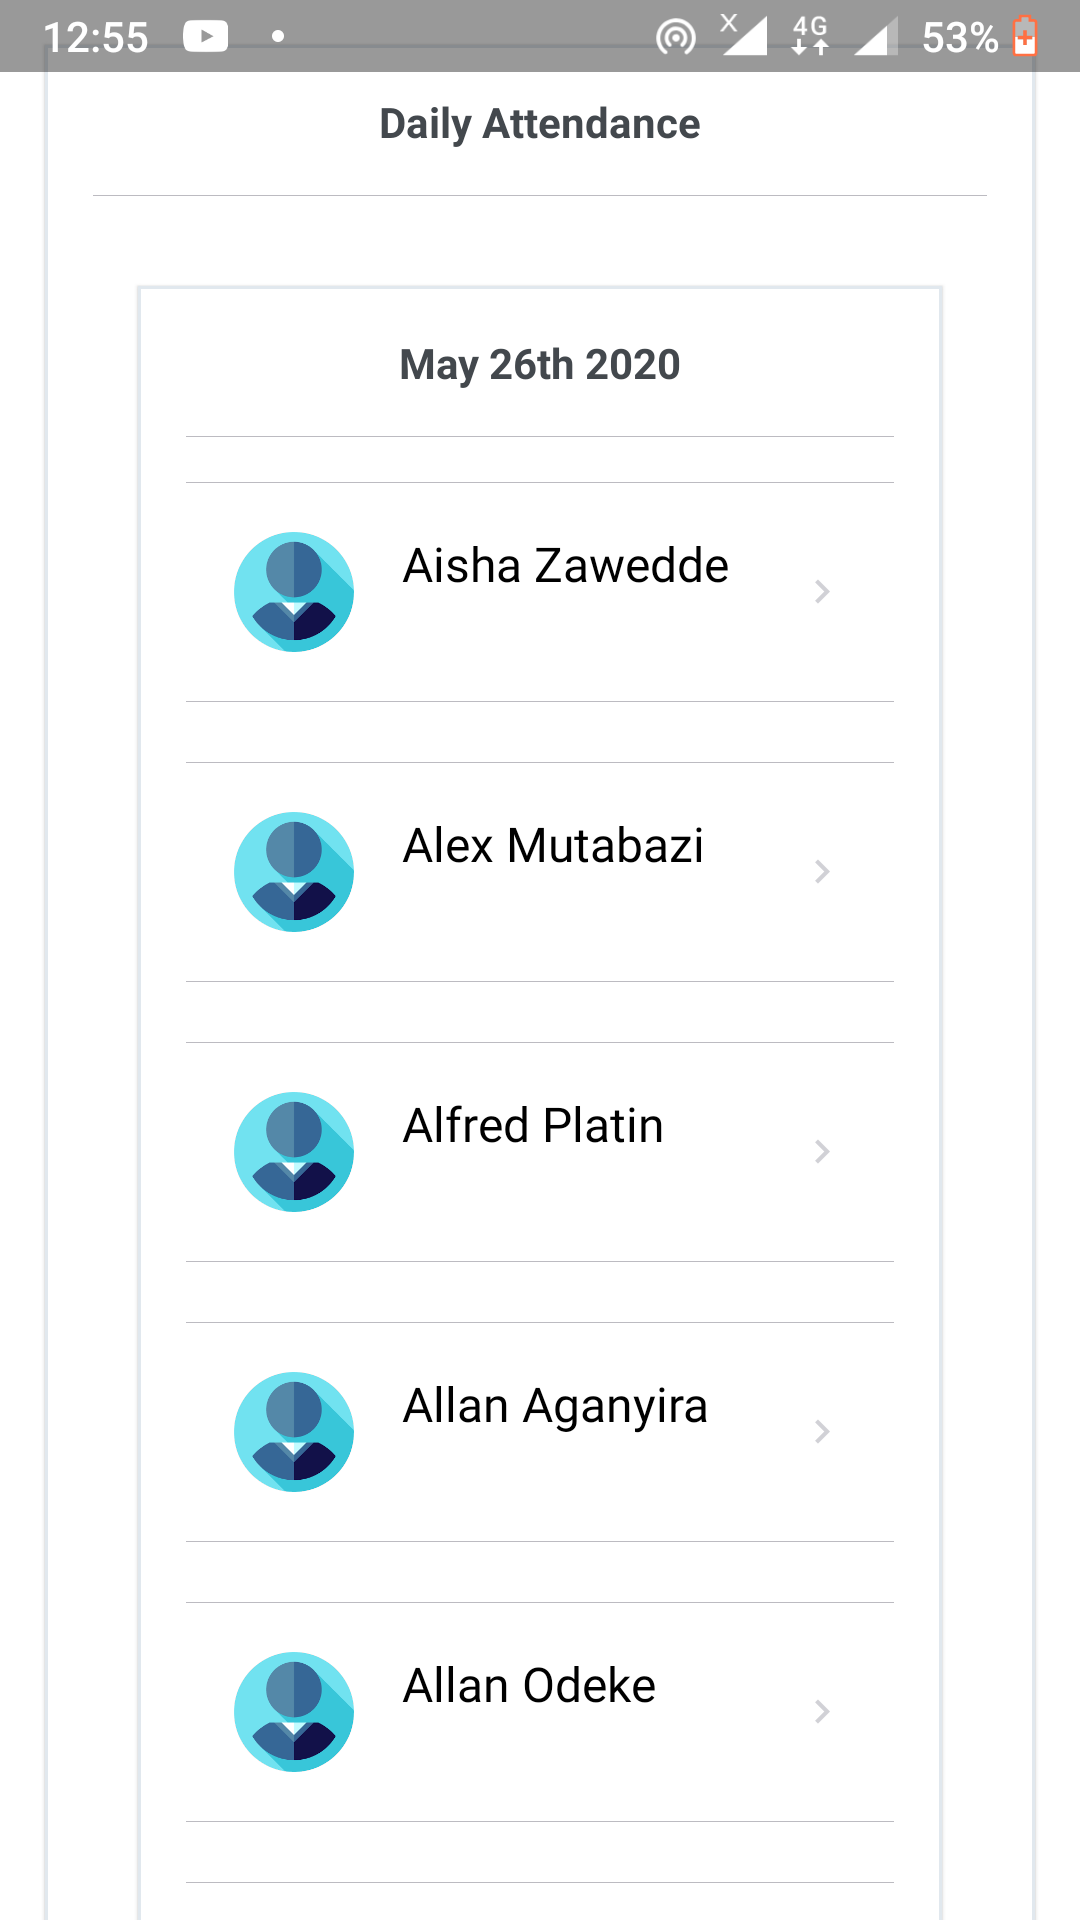 12:55 X 4G 53%
Daily Attendance
May 26th 2020
Aisha Zawedde
Alex Mutabazi
Alfred Platin
Allan Aganyira
Allan Odeke